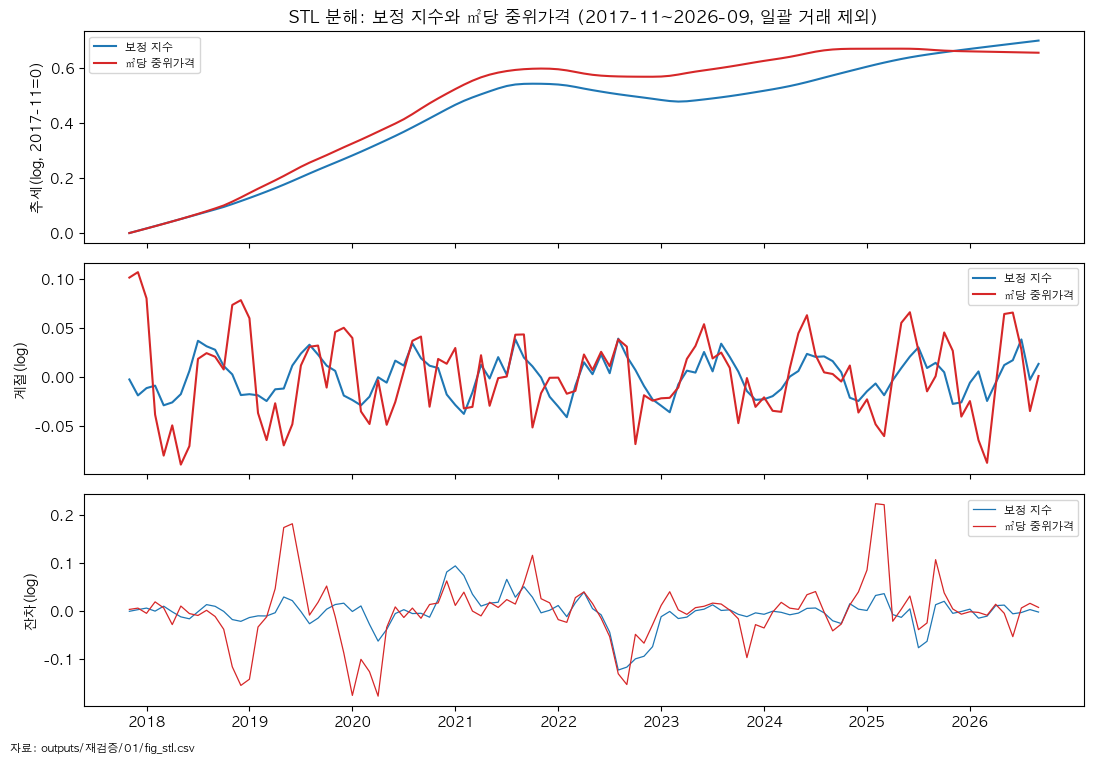 STL 분해: 보정 지수와 ㎡당 중위가격 (2017-11~2026-09, 일괄 거래 제외)
추세(log, 2017-11=0)
0.6
0.4
0.2
0.0
보정 지수
㎡당 중위가격
계절(log)
0.10
0.05
0.00
-0.05
보정 지수
㎡당 중위가격
잔차(log)
0.2
0.1
0.0
-0.1
보정 지수
㎡당 중위가격
2018 2019 2020 2021 2022 2023 2024 2025 2026
자료: outputs/재검증/01/fig_stl.csv